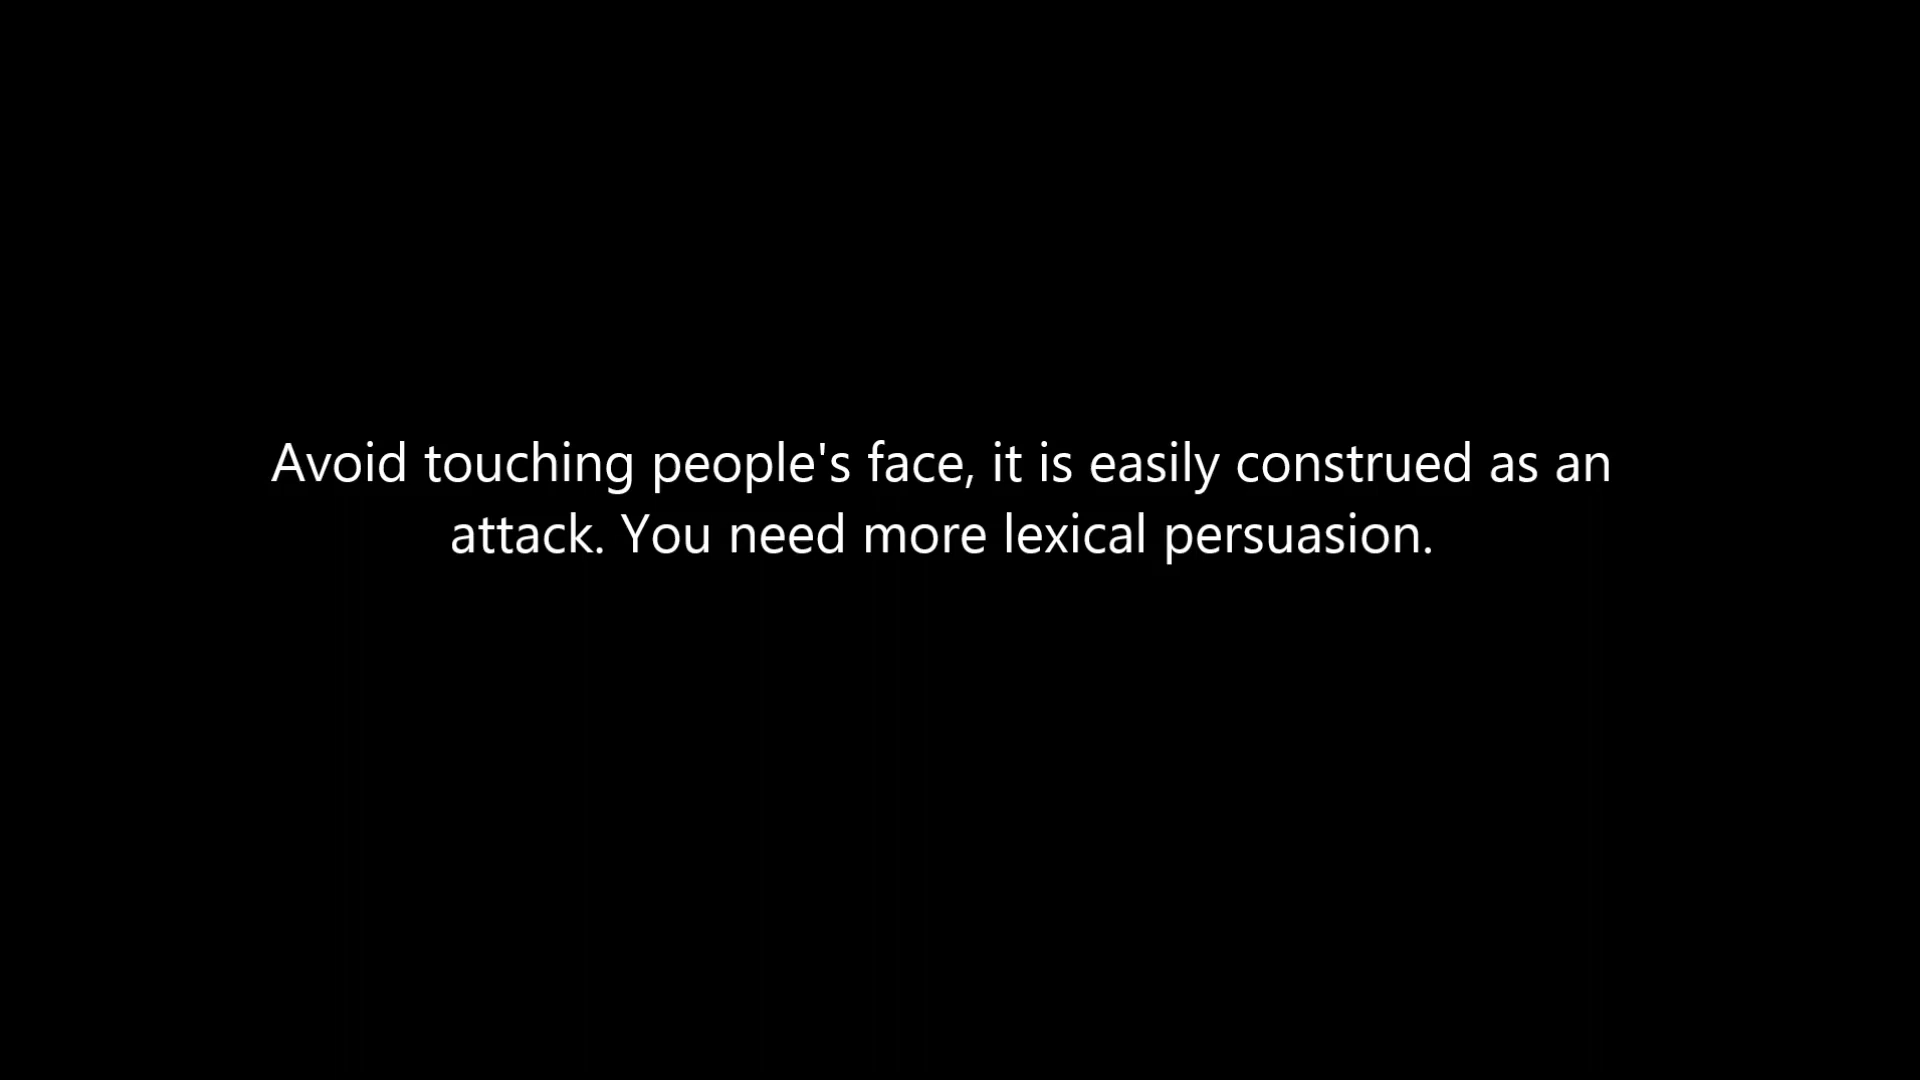 Avoid touching people's face, it is easily construed as an
attack. You need more lexical persuasion.